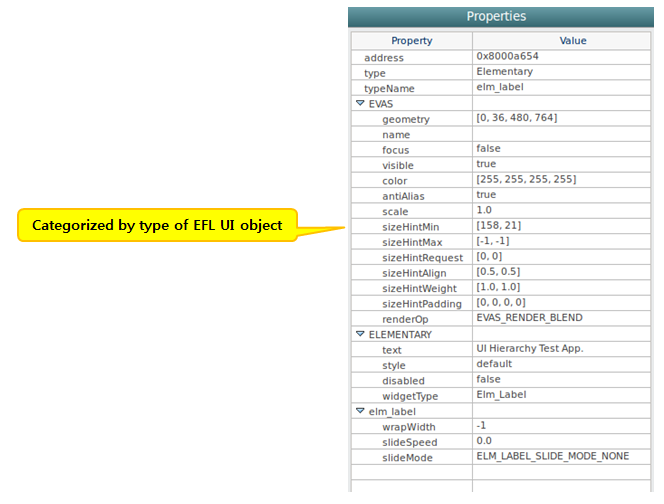 Properties
Property Value
address 0x8000a654
type Elementary
typeName elm_label
EVAS
geometry [0, 36, 480, 764]
name
focus false
visible true
color [255, 255, 255, 255]
antiAlias true
scale 1.0
Categorized by type of EFL UI object
sizeHintMin [158, 21]
sizeHintMax [-1, -1]
sizeHintRequest [0, 0]
sizeHintAlign [0.5, 0.5]
sizeHintWeight [1.0, 1.0]
sizeHintPadding [0, 0, 0, 0]
renderOp EVAS_RENDER_BLEND
ELEMENTARY
text UI Hierarchy Test App.
style default
disabled false
widgetType Elm_Label
elm_label
wrapWidth -1
slideSpeed 0.0
slideMode ELM_LABEL_SLIDE_MODE_NONE